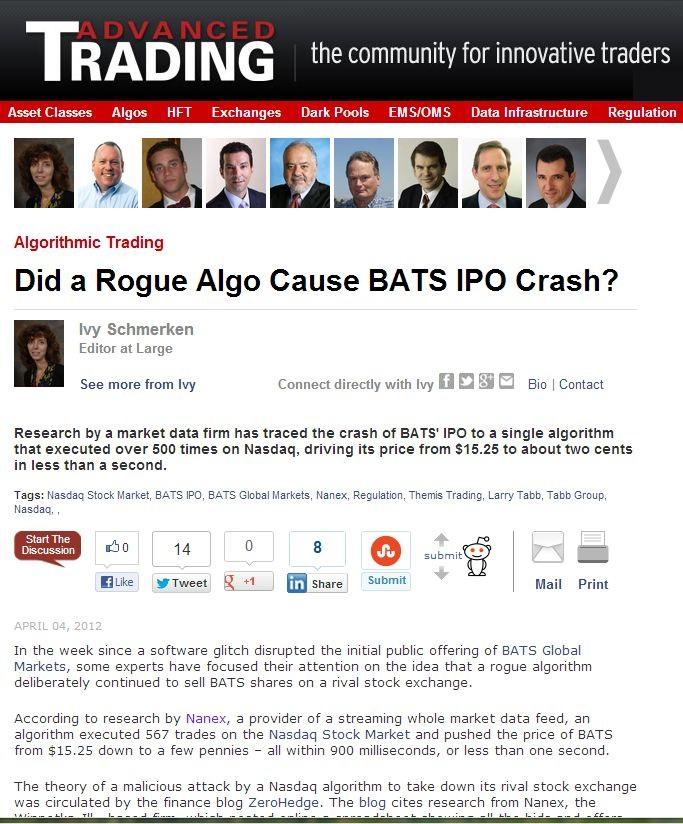 ADVANCED
TRADING
the community for innovative traders
Asset Classes Algos HFT Exchanges Dark Pools EMS/OMS Data Infrastructure Regulation
Algorithmic Trading
Did a Rogue Algo Cause BATS IPO Crash?
Ivy Schmerken
Editor at Large
See more from Ivy Connect directly with Ivy Bio | Contact
Research by a market data firm has traced the crash of BATS' IPO to a single algorithm
that executed over 500 times on Nasdaq, driving its price from $15.25 to about two cents
in less than a second.
Tags: Nasdaq Stock Market, BATS IPO, BATS Global Markets, Nanex, Regulation, Themis Trading, Larry Tabb, Tabb Group,
Nasdaq, ,
Start The
Discussion
0
Like
14
Tweet
0
+1
8
in Share
Submit
submit
Mail Print
APRIL 04, 2012
In the week since a software glitch disrupted the initial public offering of BATS Global
Markets, some experts have focused their attention on the idea that a rogue algorithm
deliberately continued to sell BATS shares on a rival stock exchange.
According to research by Nanex, a provider of a streaming whole market data feed, an
algorithm executed 567 trades on the Nasdaq Stock Market and pushed the price of BATS
from $15.25 down to a few pennies – all within 900 milliseconds, or less than one second.
The theory of a malicious attack by a Nasdaq algorithm to take down its rival stock exchange
was circulated by the finance blog ZeroHedge. The blog cites research from Nanex, the